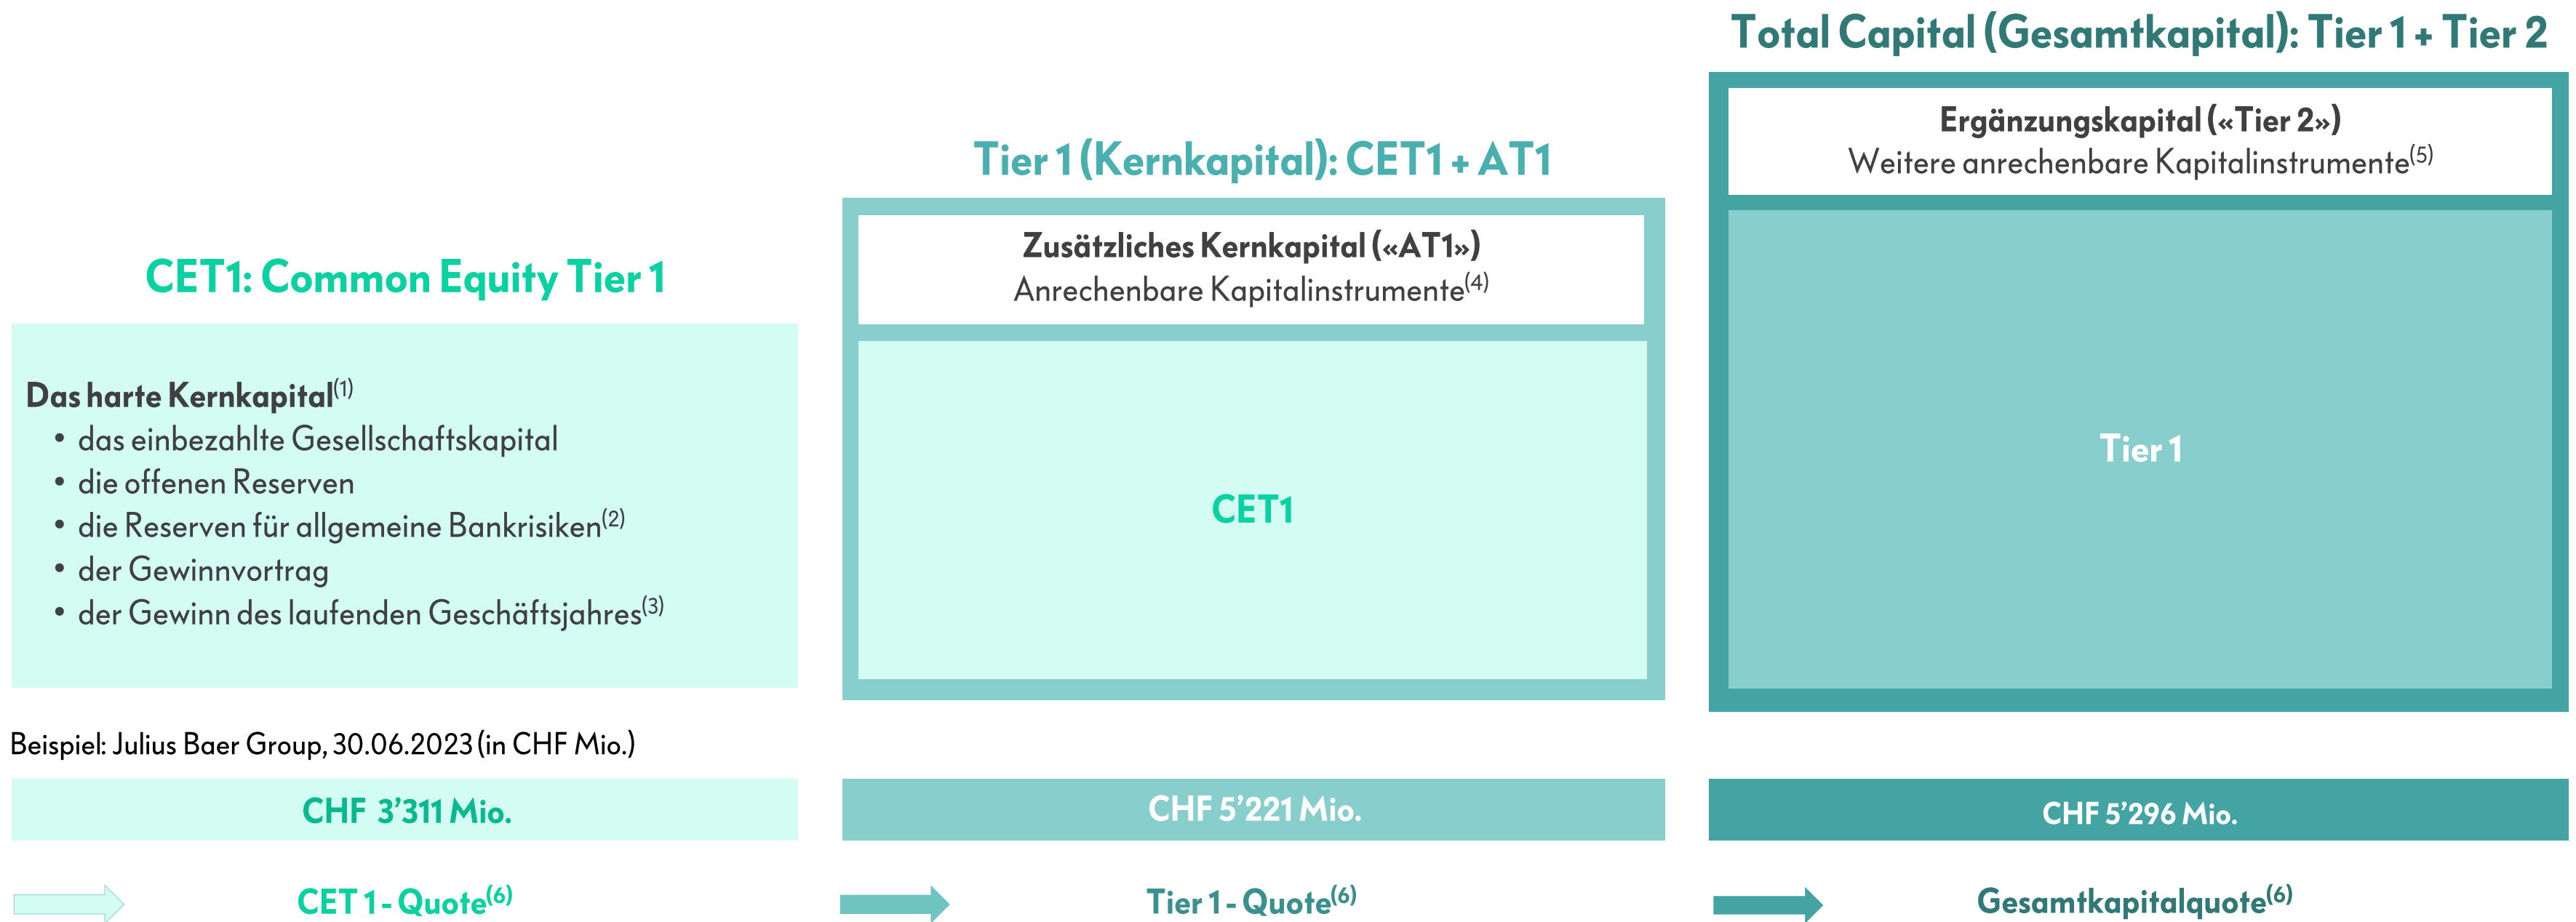 CET1: Common Equity Tier 1
Das harte Kernkapital(1)
• das einbezahlte Gesellschaftskapital
• die offenen Reserven
• die Reserven für allgemeine Bankrisiken(2)
• der Gewinnvortrag
• der Gewinn des laufenden Geschäftsjahres(3)
Tier 1 (Kernkapital): CET1 + AT1
Zusätzliches Kernkapital («AT1»)
Anrechenbare Kapitalinstrumente(4)
CET1
Total Capital (Gesamtkapital): Tier 1 + Tier 2
Ergänzungskapital («Tier 2»)
Weitere anrechenbare Kapitalinstrumente(5)
Tier 1
Beispiel: Julius Baer Group, 30.06.2023 (in CHF Mio.)
CHF 3’311 Mio.
CHF 5’221 Mio.
CHF 5’296 Mio.
CET 1 - Quote(6)
Tier 1 - Quote(6)
Gesamtkapitalquote(6)